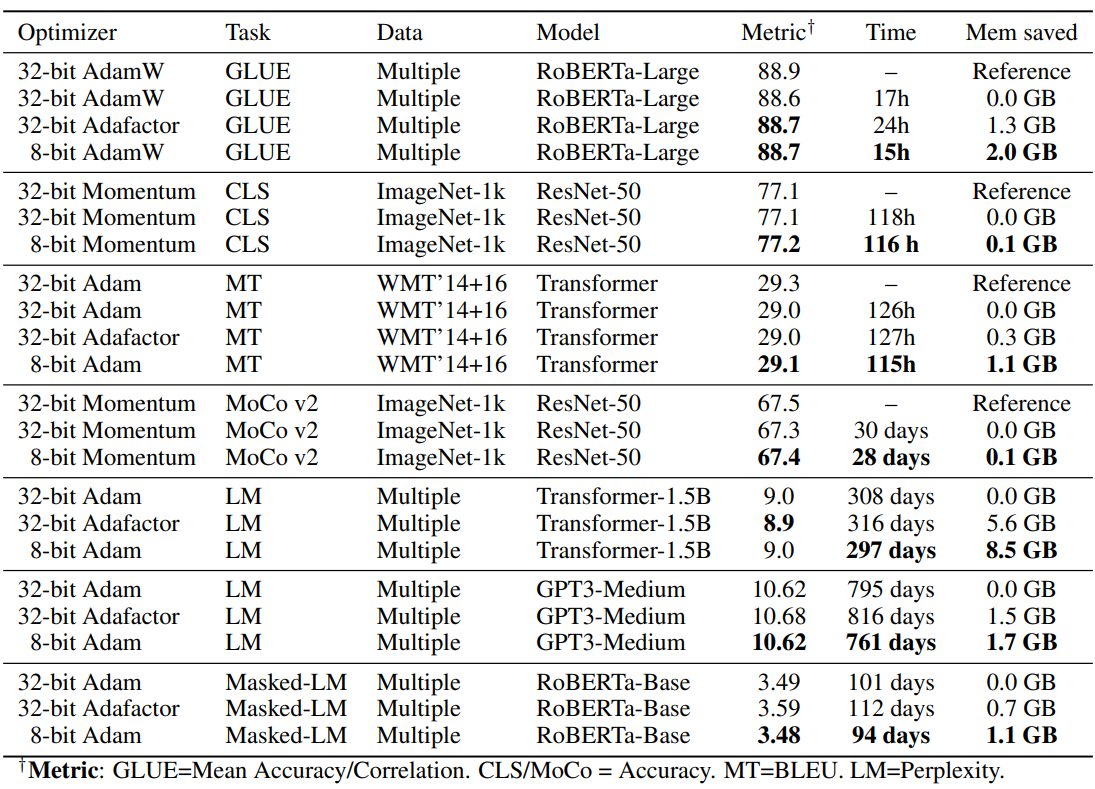 Optimizer Task Data Model Metric† Time Mem saved
32-bit AdamW GLUE Multiple RoBERTa-Large 88.9 – Reference
32-bit AdamW GLUE Multiple RoBERTa-Large 88.6 17h 0.0 GB
32-bit Adafactor GLUE Multiple RoBERTa-Large 88.7 24h 1.3 GB
8-bit AdamW GLUE Multiple RoBERTa-Large 88.7 15h 2.0 GB
32-bit Momentum CLS ImageNet-1k ResNet-50 77.1 – Reference
32-bit Momentum CLS ImageNet-1k ResNet-50 77.1 118h 0.0 GB
8-bit Momentum CLS ImageNet-1k ResNet-50 77.2 116 h 0.1 GB
32-bit Adam MT WMT’14+16 Transformer 29.3 – Reference
32-bit Adam MT WMT’14+16 Transformer 29.0 126h 0.0 GB
32-bit Adafactor MT WMT’14+16 Transformer 29.0 127h 0.3 GB
8-bit Adam MT WMT’14+16 Transformer 29.1 115h 1.1 GB
32-bit Momentum MoCo v2 ImageNet-1k ResNet-50 67.5 – Reference
32-bit Momentum MoCo v2 ImageNet-1k ResNet-50 67.3 30 days 0.0 GB
8-bit Momentum MoCo v2 ImageNet-1k ResNet-50 67.4 28 days 0.1 GB
32-bit Adam LM Multiple Transformer-1.5B 9.0 308 days 0.0 GB
32-bit Adafactor LM Multiple Transformer-1.5B 8.9 316 days 5.6 GB
8-bit Adam LM Multiple Transformer-1.5B 9.0 297 days 8.5 GB
32-bit Adam LM Multiple GPT3-Medium 10.62 795 days 0.0 GB
32-bit Adafactor LM Multiple GPT3-Medium 10.68 816 days 1.5 GB
8-bit Adam LM Multiple GPT3-Medium 10.62 761 days 1.7 GB
32-bit Adam Masked-LM Multiple RoBERTa-Base 3.49 101 days 0.0 GB
32-bit Adafactor Masked-LM Multiple RoBERTa-Base 3.59 112 days 0.7 GB
8-bit Adam Masked-LM Multiple RoBERTa-Base 3.48 94 days 1.1 GB
†Metric: GLUE=Mean Accuracy/Correlation. CLS/MoCo = Accuracy. MT=BLEU. LM=Perplexity.